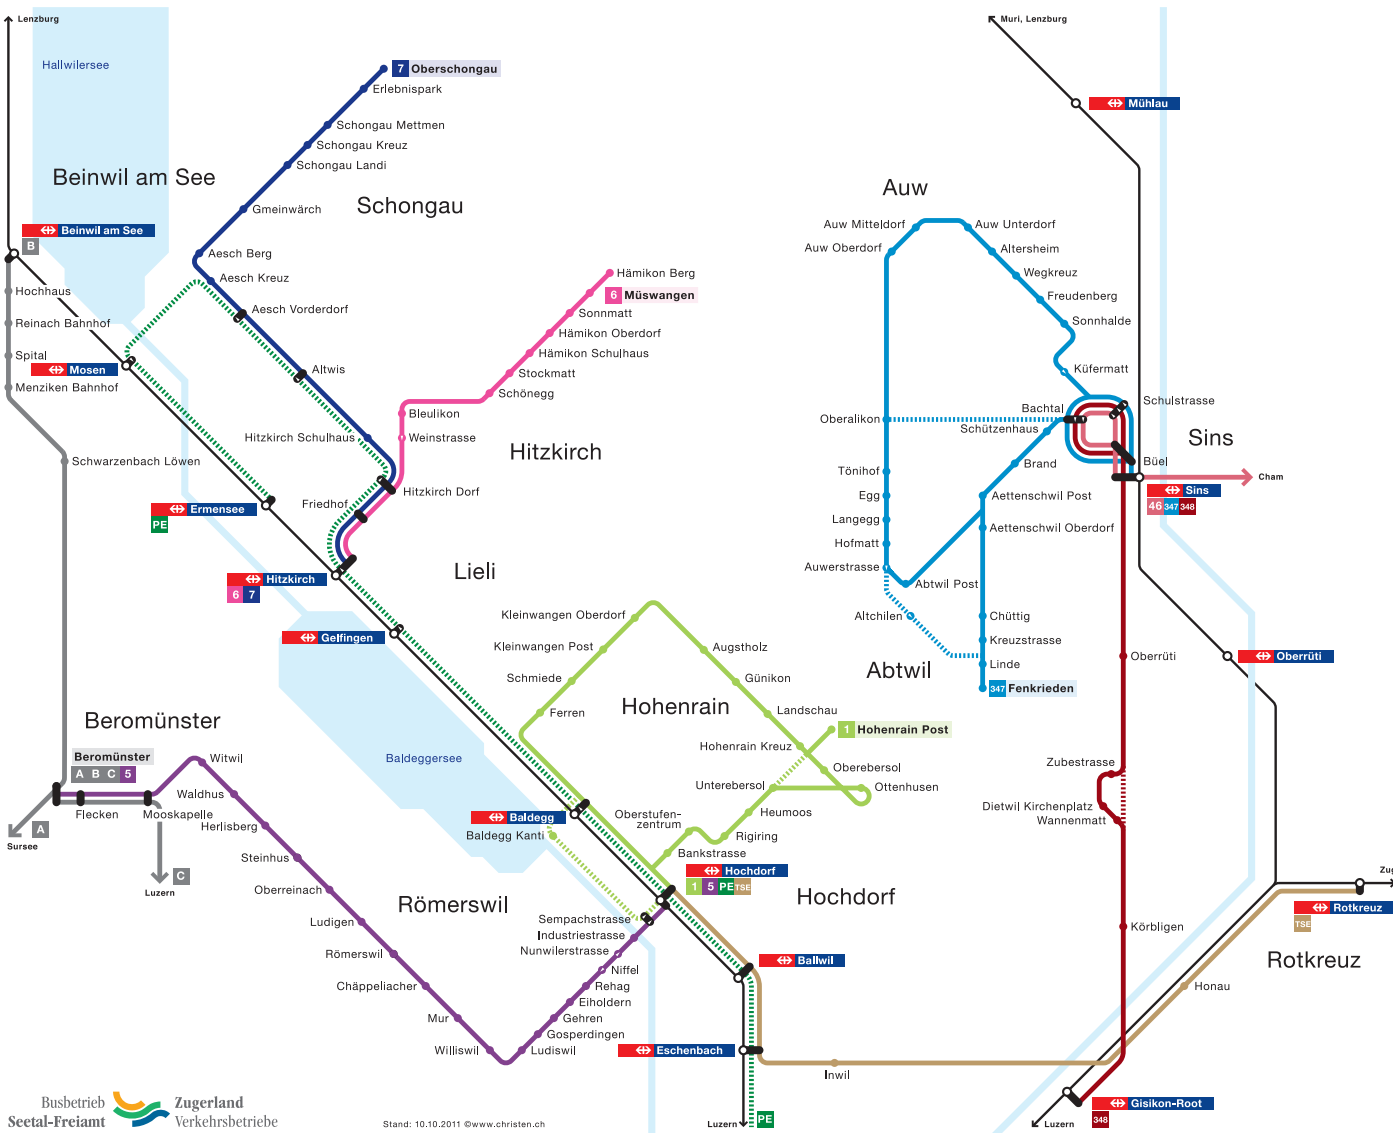 Lenzburg
Muri, Lenzburg
Hallwilersee
7 Oberschongau
Erlebnispark
Mühlau
Schongau Mettmen
Schongau Kreuz
Schongau Landi
Beinwil am See
Schongau
Auw
Gmeinwärch
Auw Mitteldorf
Auw Unterdorf
Beinwil am See
B
Auw Oberdorf
Altersheim
Aesch Berg
Wegkreuz
Aesch Kreuz
Hämikon Berg
Hochhaus
6 Müswangen
Freudenberg
Aesch Vorderdorf
Sonnmatt
Reinach Bahnhof
Sonnhalde
Hämikon Oberdorf
Spital
Hämikon Schulhaus
Mosen
Altwis
Stockmatt
Küfermatt
Menziken Bahnhof
Schönegg
Bleulikon
Bachtal
Schulstrasse
Oberalikon
Schützenhaus
Hitzkirch Schulhaus
Weinstrasse
Sins
Hitzkirch
Schwarzenbach Löwen
Brand
Büel
Tönihof
Cham
Hitzkirch Dorf
Sins
46 347 348
Egg
Aettenschwil Post
Friedhof
Ermensee
PE
Langegg
Aettenschwil Oberdorf
Hofmatt
Lieli
Auwerstrasse
Hitzkirch
6 7
Abtwil Post
Kleinwangen Oberdorf
Altchilen
Chüttig
Gelfingen
Kreuzstrasse
Kleinwangen Post
Augstholz
Oberrüti
Oberrüti
Linde
Abtwil
Schmiede
Günikon
347 Fenkrieden
Hohenrain
Ferren
Landschau
Beromünster
1 Hohenrain Post
Hohenrain Kreuz
Beromünster
A B C 5
Witwil
Baldeggersee
Zubestrasse
Oberebersol
Unterebersol
Ottenhusen
Waldhus
Dietwil Kirchenplatz
Flecken
Mooskapelle
Oberstufen-
zentrum
Heumoos
Baldegg
Wannenmatt
Herlisberg
A
Baldegg Kanti
Rigiring
Sursee
Bankstrasse
Steinhus
Hochdorf
1 5 PE TSE
Zug
C
Luzern
Oberreinach
Hochdorf
Römerswil
Rotkreuz
TSE
Ludigen
Sempachstrasse
Körbligen
Industriestrasse
Nunwilerstrasse
Römerswil
Ballwil
Rotkreuz
Niffel
Chäppeliacher
Rehag
Honau
Eiholdern
Mur
Gehren
Gosperdingen
Williswil
Ludiswil
Eschenbach
Inwil
Busbetrieb
Seetal-Freiamt
Zugerland
Verkehrsbetriebe
Gisikon-Root
348
PE
Stand: 10.10.2011 ©www.christen.ch
Luzern
Luzern